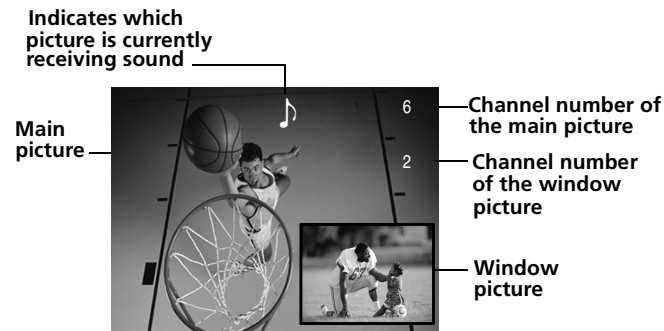 Indicates which
picture is currently
receiving sound
Main
picture
6
Channel number of
the main picture
2
Channel number
of the window
picture
Window
picture